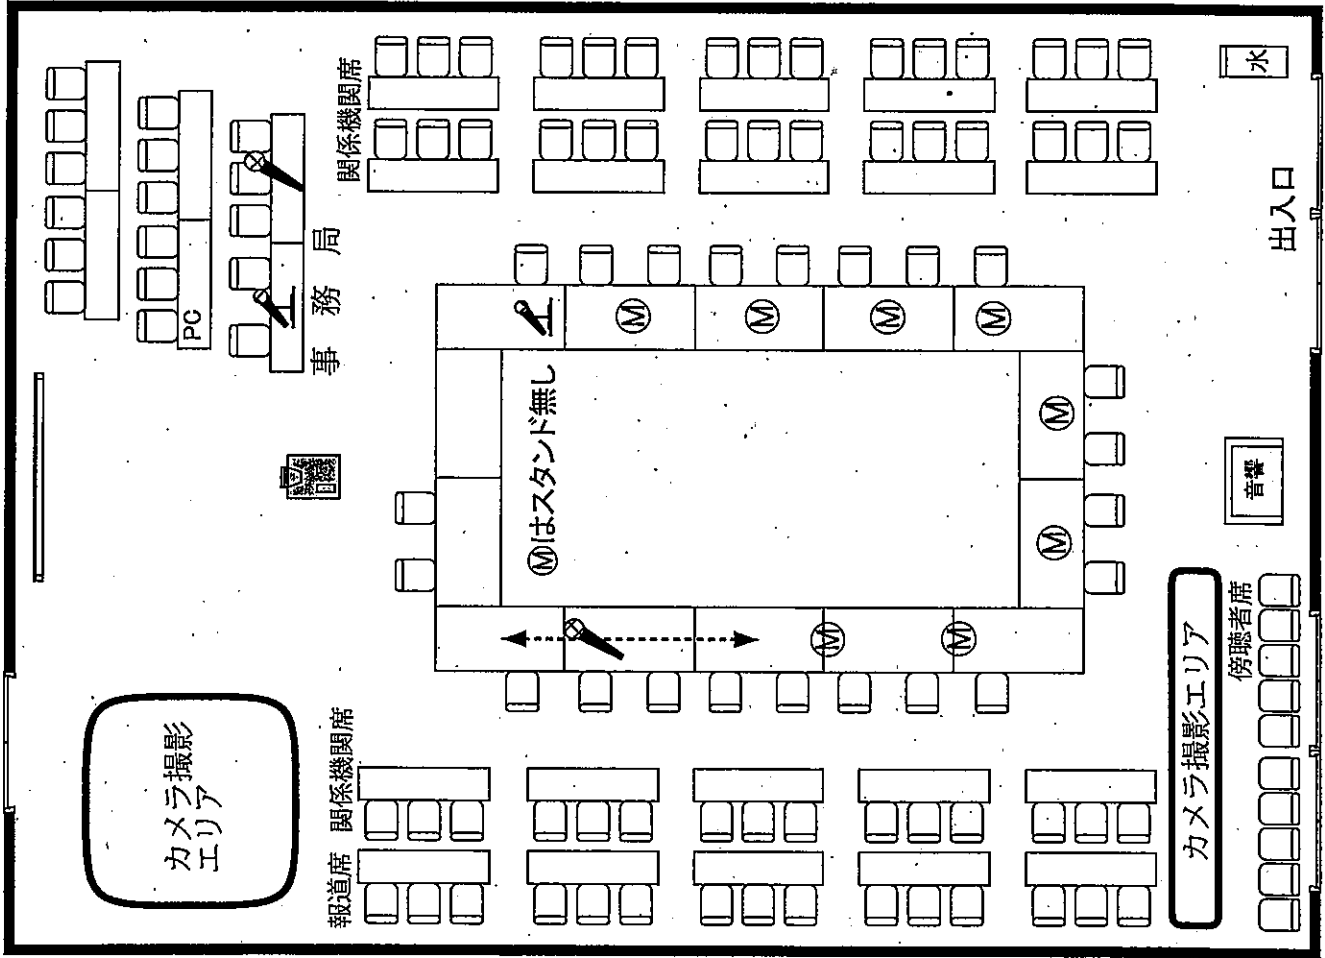 関係機関席
水
出入口
PC
事務局
Ⓜはスタンド無し
Ⓜ
Ⓜ
Ⓜ
Ⓜ
Ⓜ
Ⓜ
Ⓜ
Ⓜ
音響
カメラ撮影
エリア
関係機関席
報道席
カメラ撮影エリア
傍聴者席